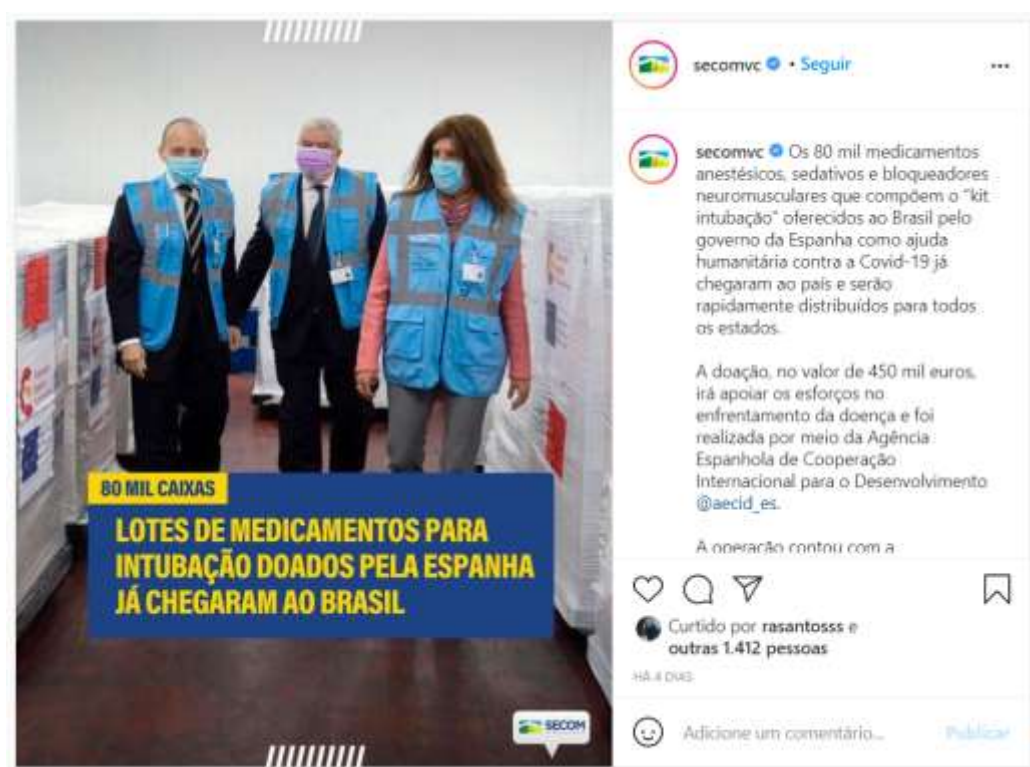 80 MIL CAIXAS
LOTES DE MEDICAMENTOS PARA
INTUBAÇÃO DOADOS PELA ESPANHA
JÁ CHEGARAM AO BRASIL
SECOM
secomvc • Seguir
secomvc Os 80 mil medicamentos
anestésicos, sedativos e bloqueadores
neuromusculares que compõem o "kit
intubação" oferecidos ao Brasil pelo
governo da Espanha como ajuda
humanitária contra a Covid-19 já
chegaram ao país e serão
rapidamente distribuídos para todos
os estados.
A doação, no valor de 450 mil euros,
irá apoiar os esforços no
enfrentamento da doença e foi
realizada por meio da Agência
Espanhola de Cooperação
Internacional para o Desenvolvimento
@aecid_es.
A operação contou com a
Curtido por rasantosss e
outras 1.412 pessoas
HÁ 4 DIAS
Adicione um comentário...
Publicar